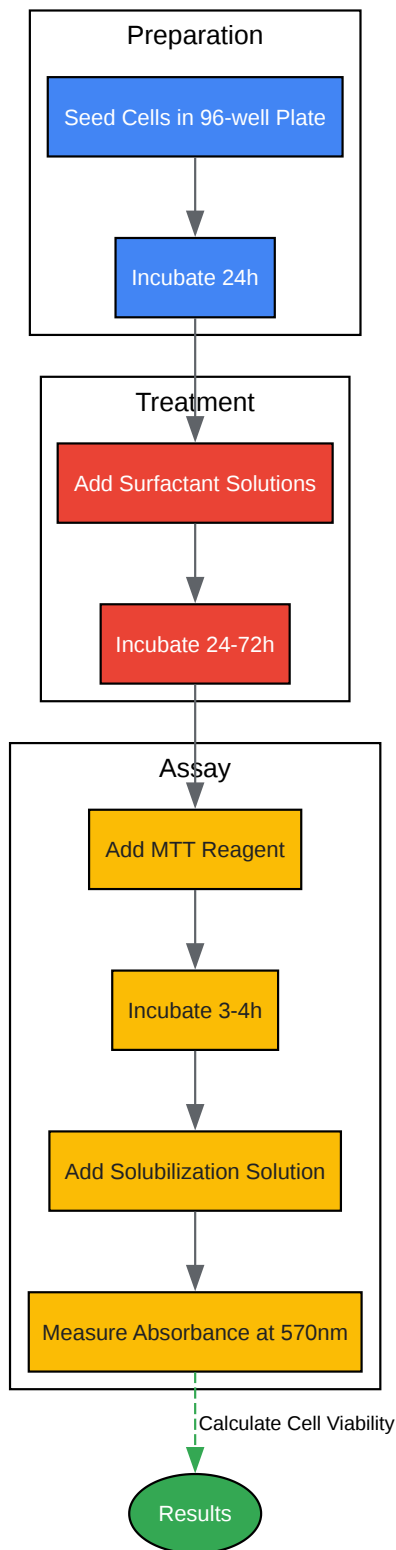 Preparation
Seed Cells in 96-well Plate
Incubate 24h
Treatment
Add Surfactant Solutions
Incubate 24-72h
Assay
Add MTT Reagent
Incubate 3-4h
Add Solubilization Solution
Measure Absorbance at 570nm
Calculate Cell Viability
Results